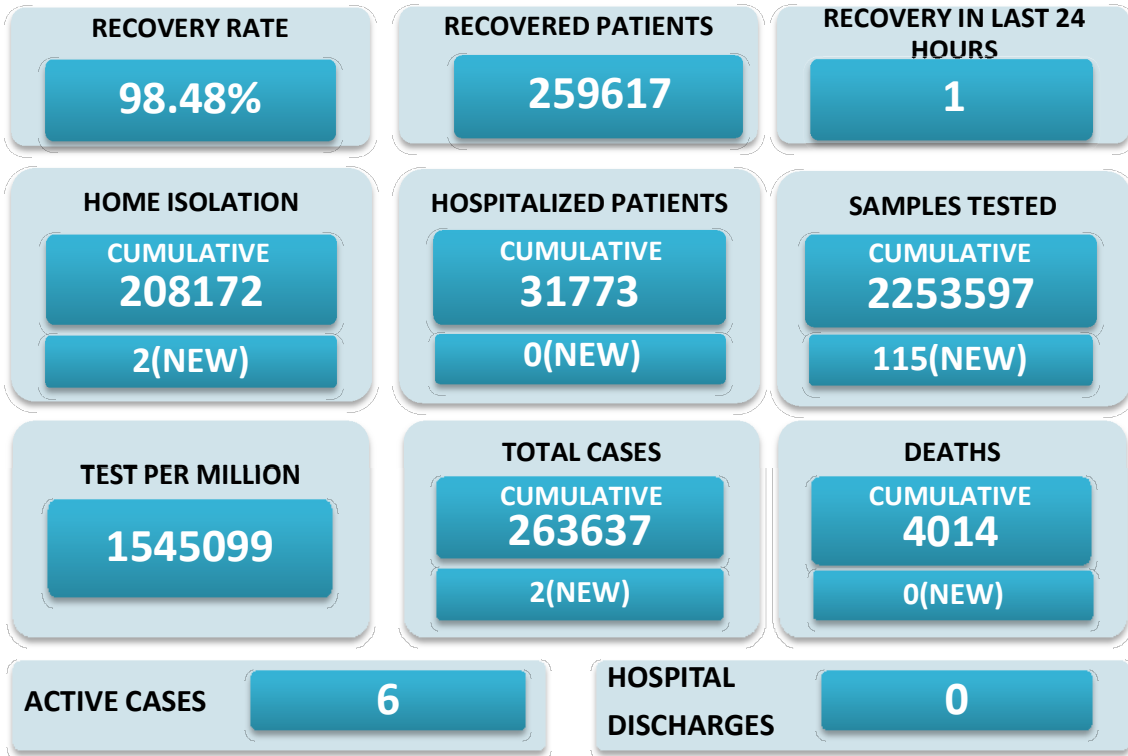 RECOVERY RATE
98.48%
RECOVERED PATIENTS
259617
RECOVERY IN LAST 24
HOURS
1
HOME ISOLATION
CUMULATIVE
208172
2(NEW)
HOSPITALIZED PATIENTS
CUMULATIVE
31773
0(NEW)
SAMPLES TESTED
CUMULATIVE
2253597
115(NEW)
TEST PER MILLION
1545099
TOTAL CASES
CUMULATIVE
263637
2(NEW)
DEATHS
CUMULATIVE
4014
0(NEW)
ACTIVE CASES
6
HOSPITAL
DISCHARGES
0